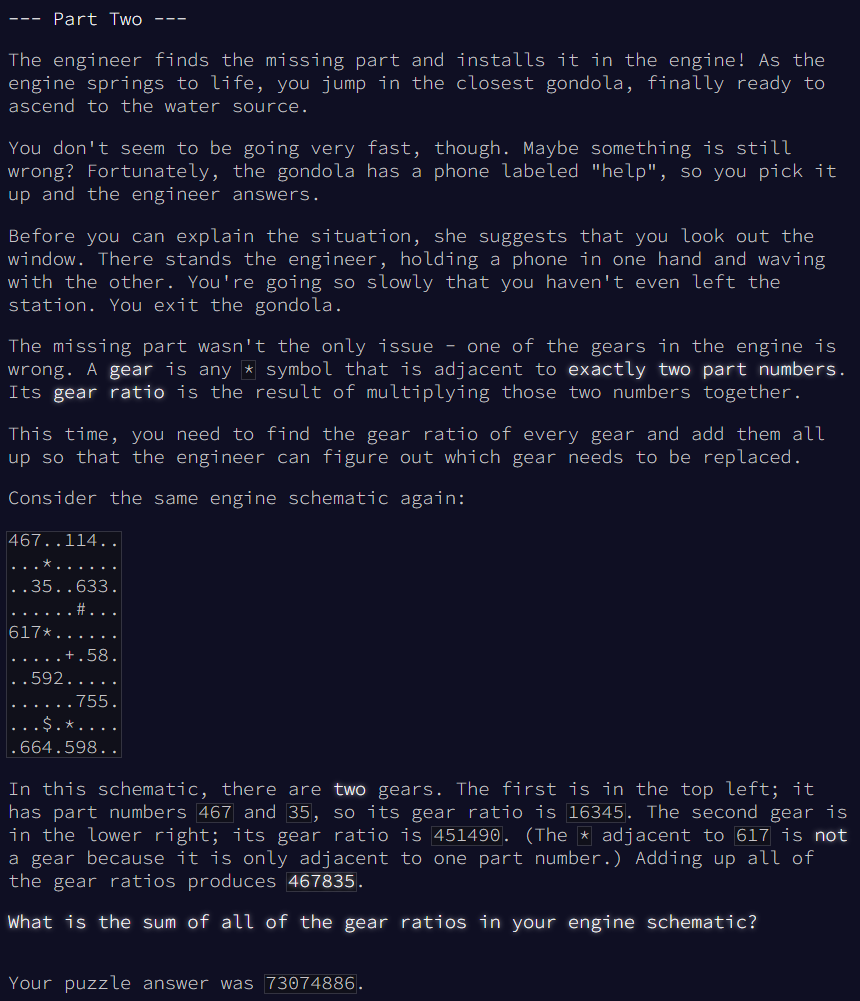 --- Part Two ---
The engineer finds the missing part and installs it in the engine! As the
engine springs to life, you jump in the closest gondola, finally ready to
ascend to the water source.
You don't seem to be going very fast, though. Maybe something is still
wrong? Fortunately, the gondola has a phone labeled "help", so you pick it
up and the engineer answers.
Before you can explain the situation, she suggests that you look out the
window. There stands the engineer, holding a phone in one hand and waving
with the other. You're going so slowly that you haven't even left the
station. You exit the gondola.
The missing part wasn't the only issue - one of the gears in the engine is
wrong. A gear is any * symbol that is adjacent to exactly two part numbers.
Its gear ratio is the result of multiplying those two numbers together.
This time, you need to find the gear ratio of every gear and add them all
up so that the engineer can figure out which gear needs to be replaced.
Consider the same engine schematic again:
467..114..
...*......
..35..633.
......#...
617*......
.....+.58.
..592.....
......755.
...$.*....
.664.598..
In this schematic, there are two gears. The first is in the top left; it
has part numbers 467 and 35, so its gear ratio is 16345. The second gear is
in the lower right; its gear ratio is 451490. (The * adjacent to 617 is not
a gear because it is only adjacent to one part number.) Adding up all of
the gear ratios produces 467835.
What is the sum of all of the gear ratios in your engine schematic?
Your puzzle answer was 73074886.